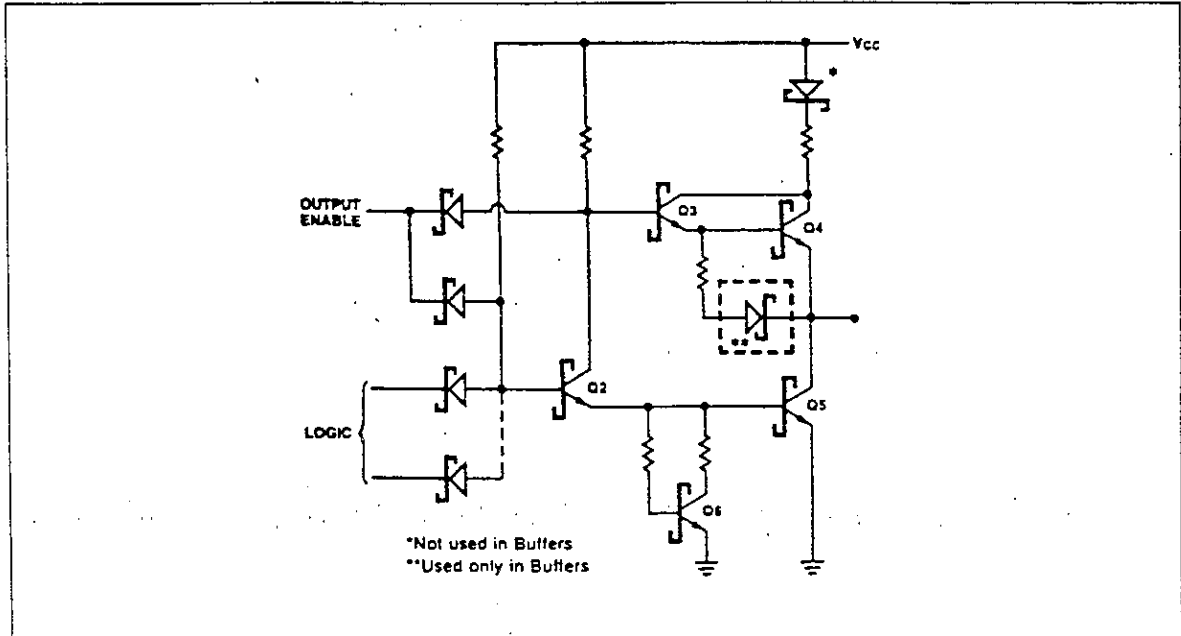 VCC
*
OUTPUT
ENABLE
Q3
Q4
**
Q2
Q5
LOGIC
Q6
*Not used in Buffers
**Used only in Buffers